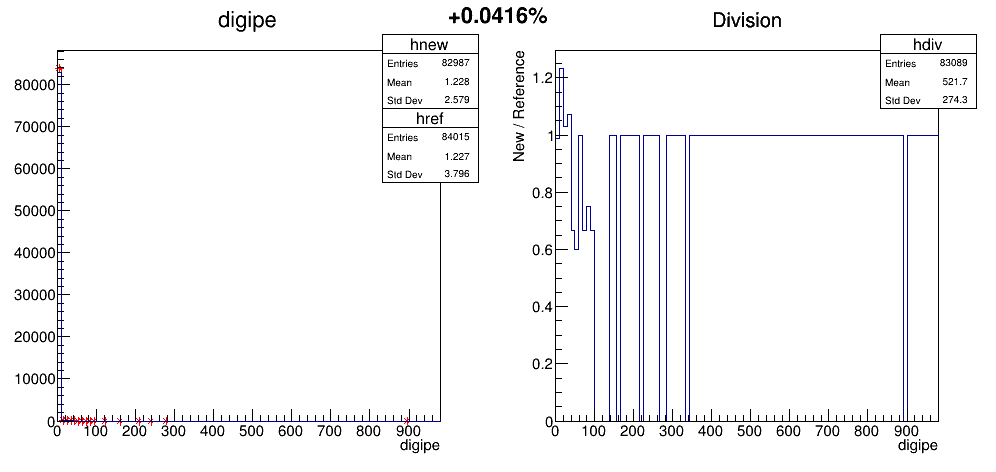 +0.0416%
digipe
hnew
Entries 82987
Mean 1.228
Std Dev 2.579
href
Entries 84015
Mean 1.227
Std Dev 3.796
80000
70000
60000
50000
40000
30000
20000
10000
0
0 100 200 300 400 500 600 700 800 900
digipe
Division
hdiv
Entries 83089
Mean 521.7
Std Dev 274.3
New / Reference
1.2
1
0.8
0.6
0.4
0.2
0
0 100 200 300 400 500 600 700 800 900
digipe